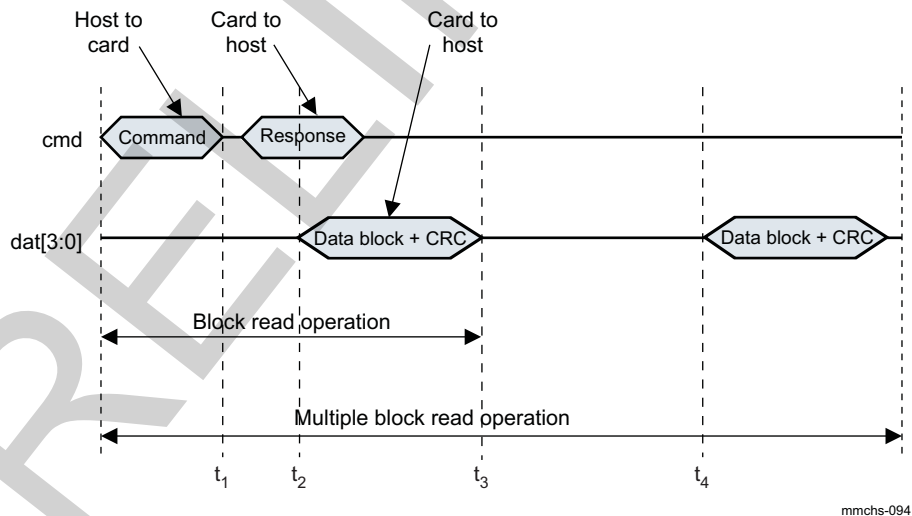 Host to
card
Card to
host
Card to
host
cmd
Command
Response
dat[3:0]
Data block + CRC
Data block + CRC
Block read operation
Multiple block read operation
t1
t2
t3
t4
mmchs-094